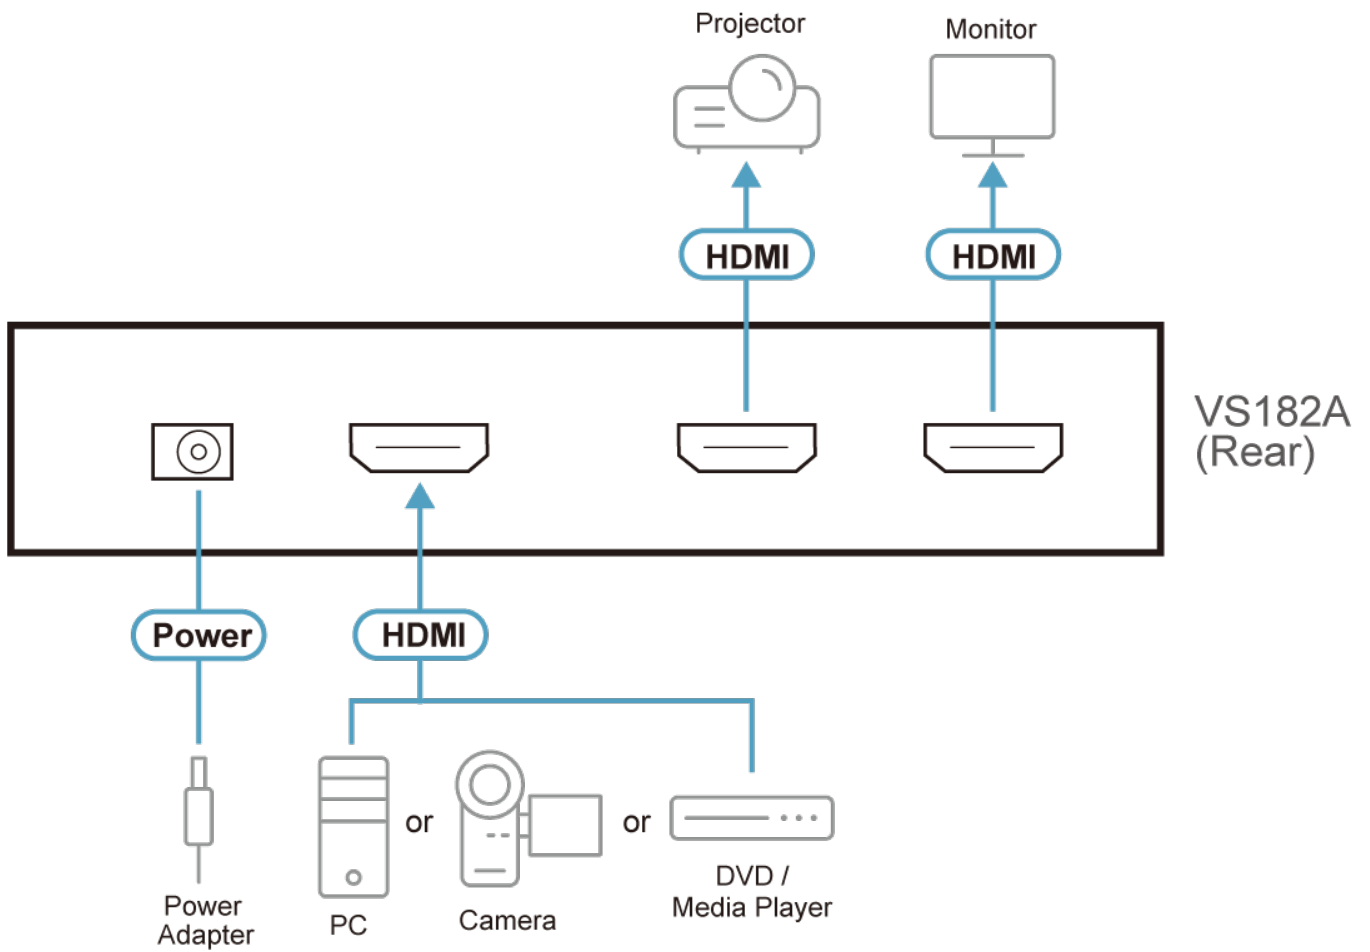 Projector
Monitor
HDMI
HDMI
VS182A
(Rear)
Power
HDMI
or
or
Power
Adapter
PC
Camera
DVD /
Media Player